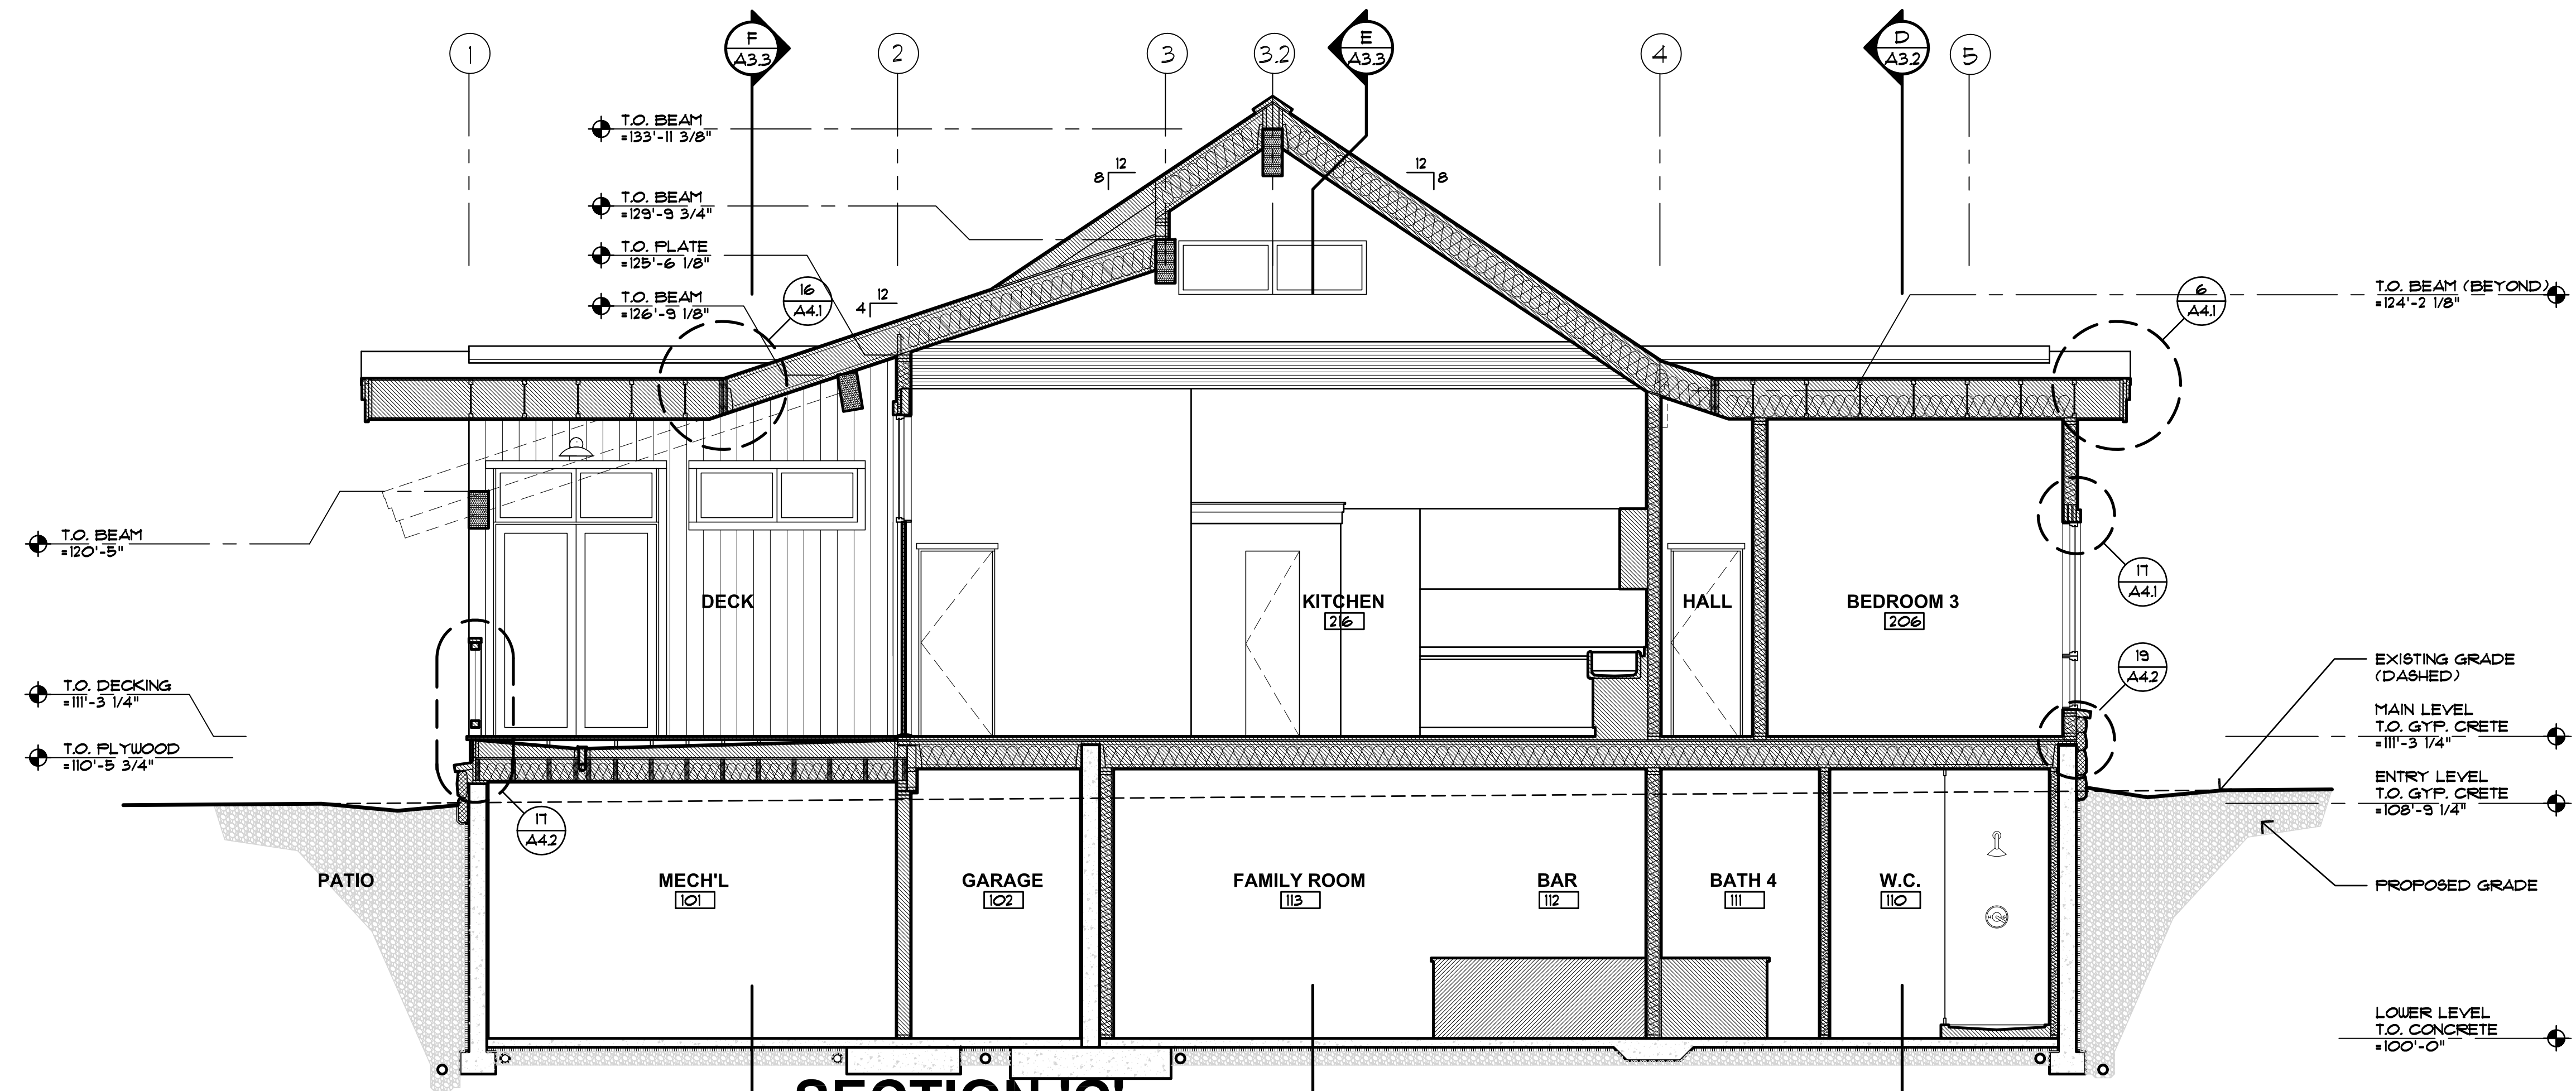 1
F
A3.3
2
3
3.2
E
A3.3
4
D
A3.2
5
T.O. BEAM
=133'-11 3/8"
12
8
12
8
T.O. BEAM
=129'-9 3/4"
T.O. PLATE
=125'-6 1/8"
T.O. BEAM
=126'-9 1/8"
16
A4.1
12
4
T.O. BEAM (BEYOND)
=124'-2 1/8"
6
A4.1
T.O. BEAM
=120'-5"
17
A4.1
DECK
KITCHEN
216
HALL
BEDROOM 3
206
19
A4.2
EXISTING GRADE
(DASHED)
T.O. DECKING
=111'-3 1/4"
MAIN LEVEL
T.O. GYP. CRETE
=111'-3 1/4"
T.O. PLYWOOD
=110'-5 3/4"
ENTRY LEVEL
T.O. GYP. CRETE
=108'-9 1/4"
17
A4.2
PATIO
MECH'L
101
GARAGE
102
FAMILY ROOM
113
BAR
112
BATH 4
111
W.C.
110
PROPOSED GRADE
LOWER LEVEL
T.O. CONCRETE
=100'-0"
SECTION 'C'